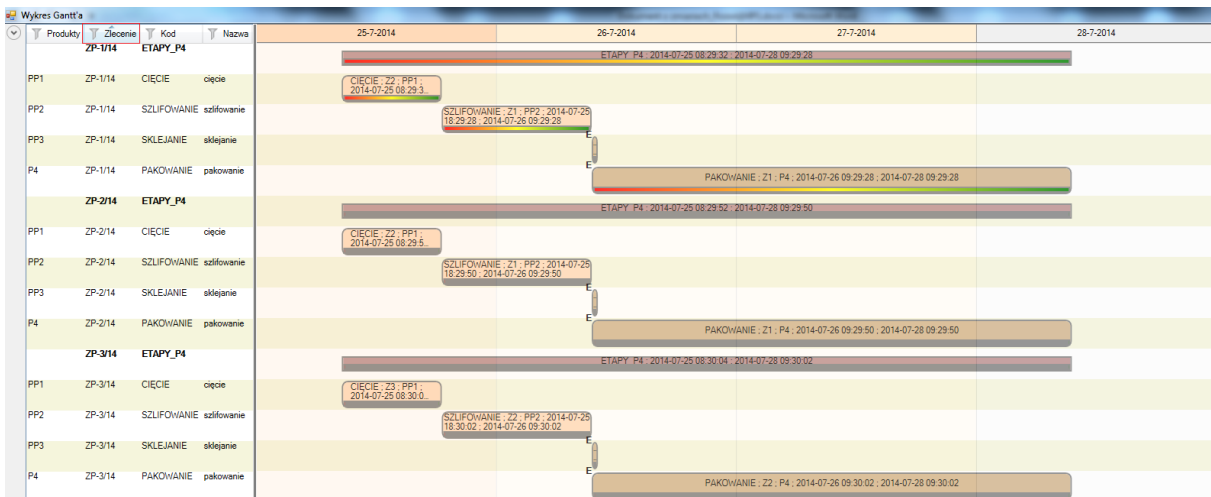 Wykres Gantt'a
Produkty Zlecenie Kod Nazwa 25-7-2014 26-7-2014 27-7-2014 28-7-2014
ZP-1/14 ETAPY_P4 ETAPY_P4 ; 2014-07-25 08:29:32 ; 2014-07-28 09:29:28
PP1 ZP-1/14 CIĘCIE cięcie CIĘCIE ; Z2 ; PP1 ;
2014-07-25 08:29:3...
PP2 ZP-1/14 SZLIFOWANIE szlifowanie SZLIFOWANIE ; Z1 ; PP2 ; 2014-07-25
18:29:28 ; 2014-07-26 09:29:28
E
PP3 ZP-1/14 SKLEJANIE sklejanie
E
P4 ZP-1/14 PAKOWANIE pakowanie PAKOWANIE ; Z1 ; P4 ; 2014-07-26 09:29:28 ; 2014-07-28 09:29:28
ZP-2/14 ETAPY_P4 ETAPY_P4 ; 2014-07-25 08:29:52 ; 2014-07-28 09:29:50
PP1 ZP-2/14 CIĘCIE cięcie CIĘCIE ; Z2 ; PP1 ;
2014-07-25 08:29:5...
PP2 ZP-2/14 SZLIFOWANIE szlifowanie SZLIFOWANIE ; Z1 ; PP2 ; 2014-07-25
18:29:50 ; 2014-07-26 09:29:50
E
PP3 ZP-2/14 SKLEJANIE sklejanie
E
P4 ZP-2/14 PAKOWANIE pakowanie PAKOWANIE ; Z1 ; P4 ; 2014-07-26 09:29:50 ; 2014-07-28 09:29:50
ZP-3/14 ETAPY_P4 ETAPY_P4 ; 2014-07-25 08:30:04 ; 2014-07-28 09:30:02
PP1 ZP-3/14 CIĘCIE cięcie CIĘCIE ; Z3 ; PP1 ;
2014-07-25 08:30:0...
PP2 ZP-3/14 SZLIFOWANIE szlifowanie SZLIFOWANIE ; Z2 ; PP2 ; 2014-07-25
18:30:02 ; 2014-07-26 09:30:02
E
PP3 ZP-3/14 SKLEJANIE sklejanie
E
P4 ZP-3/14 PAKOWANIE pakowanie PAKOWANIE ; Z2 ; P4 ; 2014-07-26 09:30:02 ; 2014-07-28 09:30:02